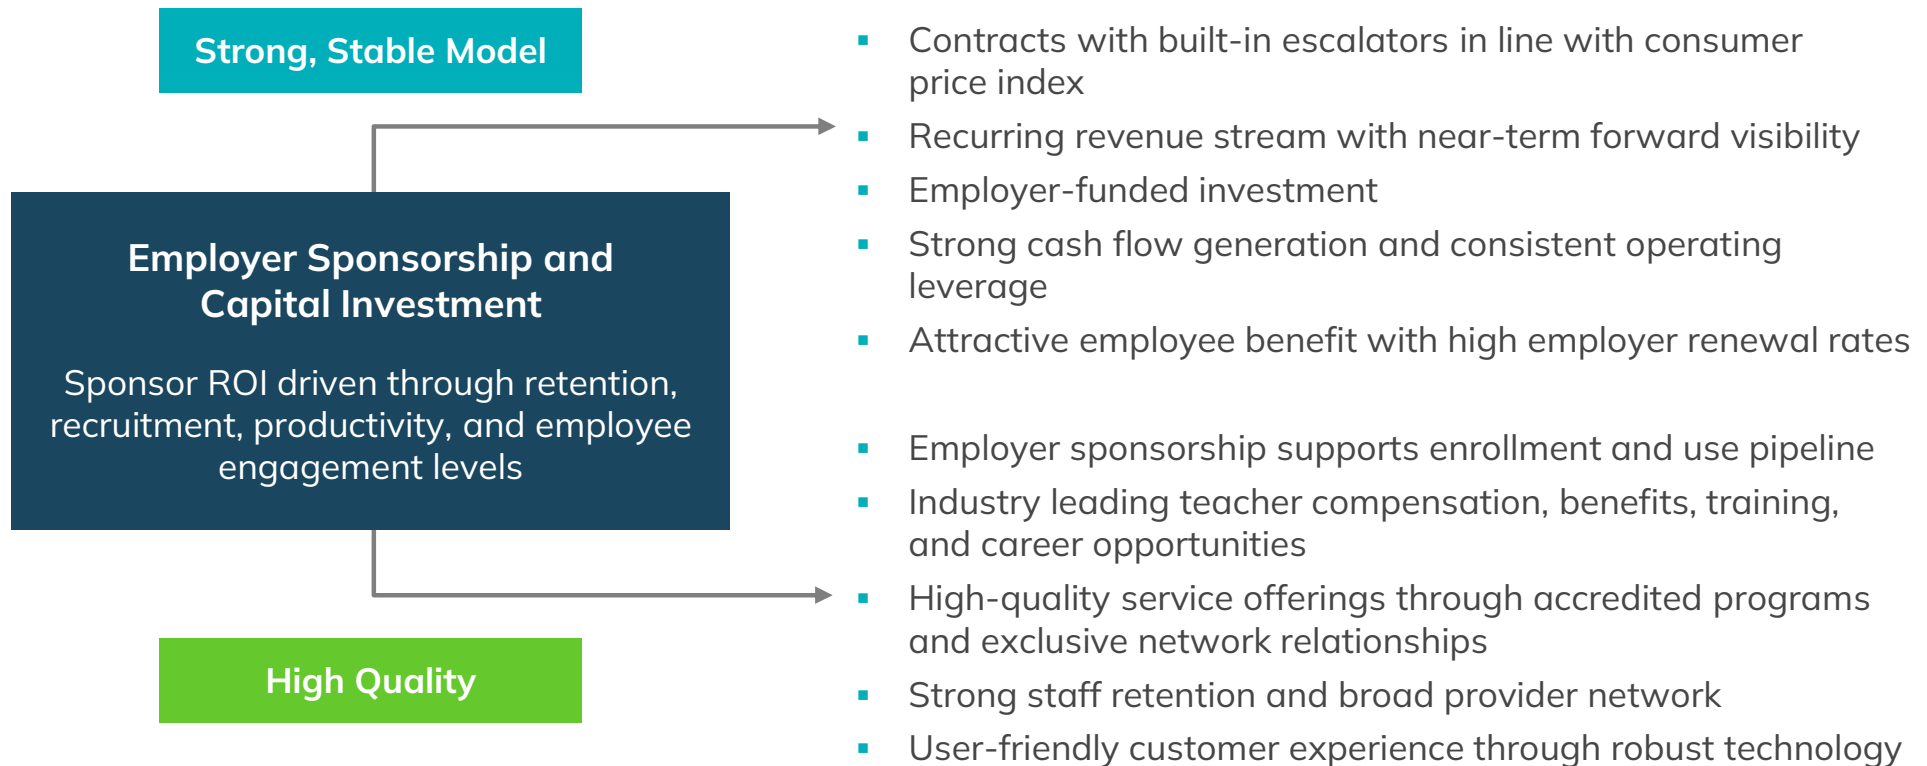 Strong, Stable Model
▪ Contracts with built-in escalators in line with consumer
price index
▪ Recurring revenue stream with near-term forward visibility
▪ Employer-funded investment
▪ Strong cash flow generation and consistent operating
leverage
▪ Attractive employee benefit with high employer renewal rates
Employer Sponsorship and
Capital Investment
Sponsor ROI driven through retention,
recruitment, productivity, and employee
engagement levels
High Quality
▪ Employer sponsorship supports enrollment and use pipeline
▪ Industry leading teacher compensation, benefits, training,
and career opportunities
▪ High-quality service offerings through accredited programs
and exclusive network relationships
▪ Strong staff retention and broad provider network
▪ User-friendly customer experience through robust technology